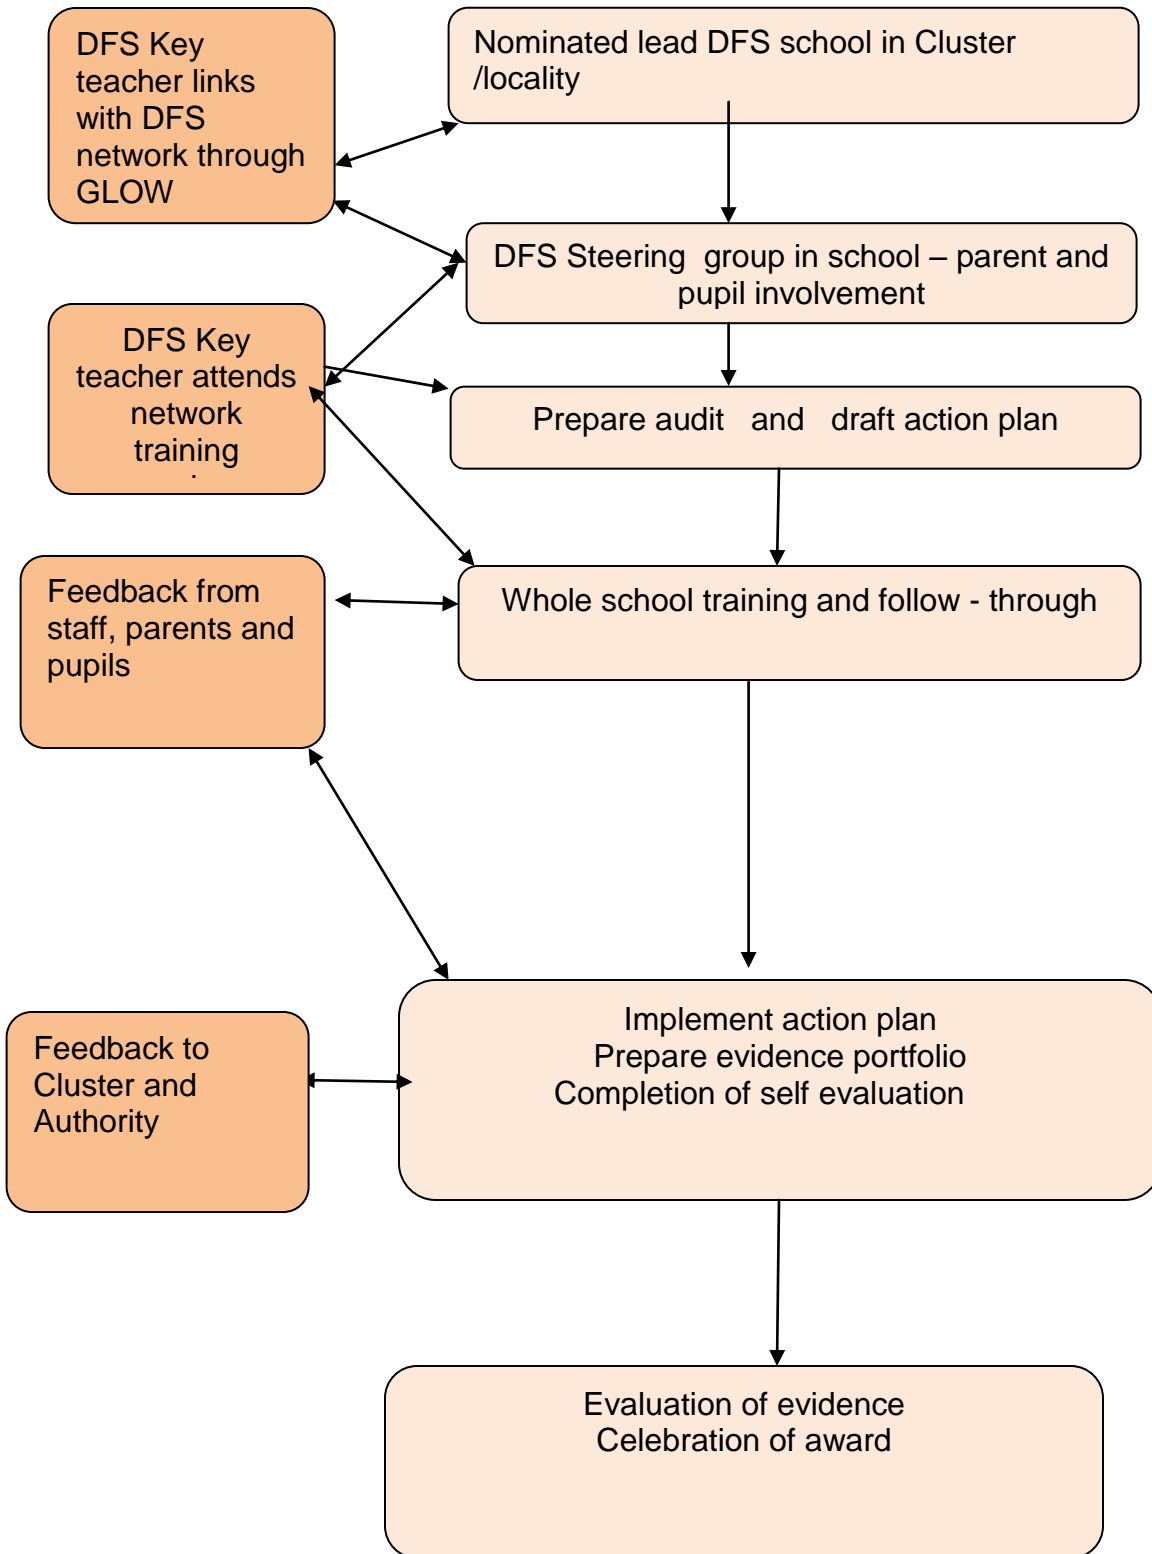 DFS Key
teacher links
with DFS
network through
GLOW
Nominated lead DFS school in Cluster
/locality
DFS Steering group in school – parent and
pupil involvement
DFS Key
teacher attends
network
training
.
Prepare audit and draft action plan
Feedback from
staff, parents and
pupils
Whole school training and follow - through
Implement action plan
Prepare evidence portfolio
Completion of self evaluation
Feedback to
Cluster and
Authority
Evaluation of evidence
Celebration of award